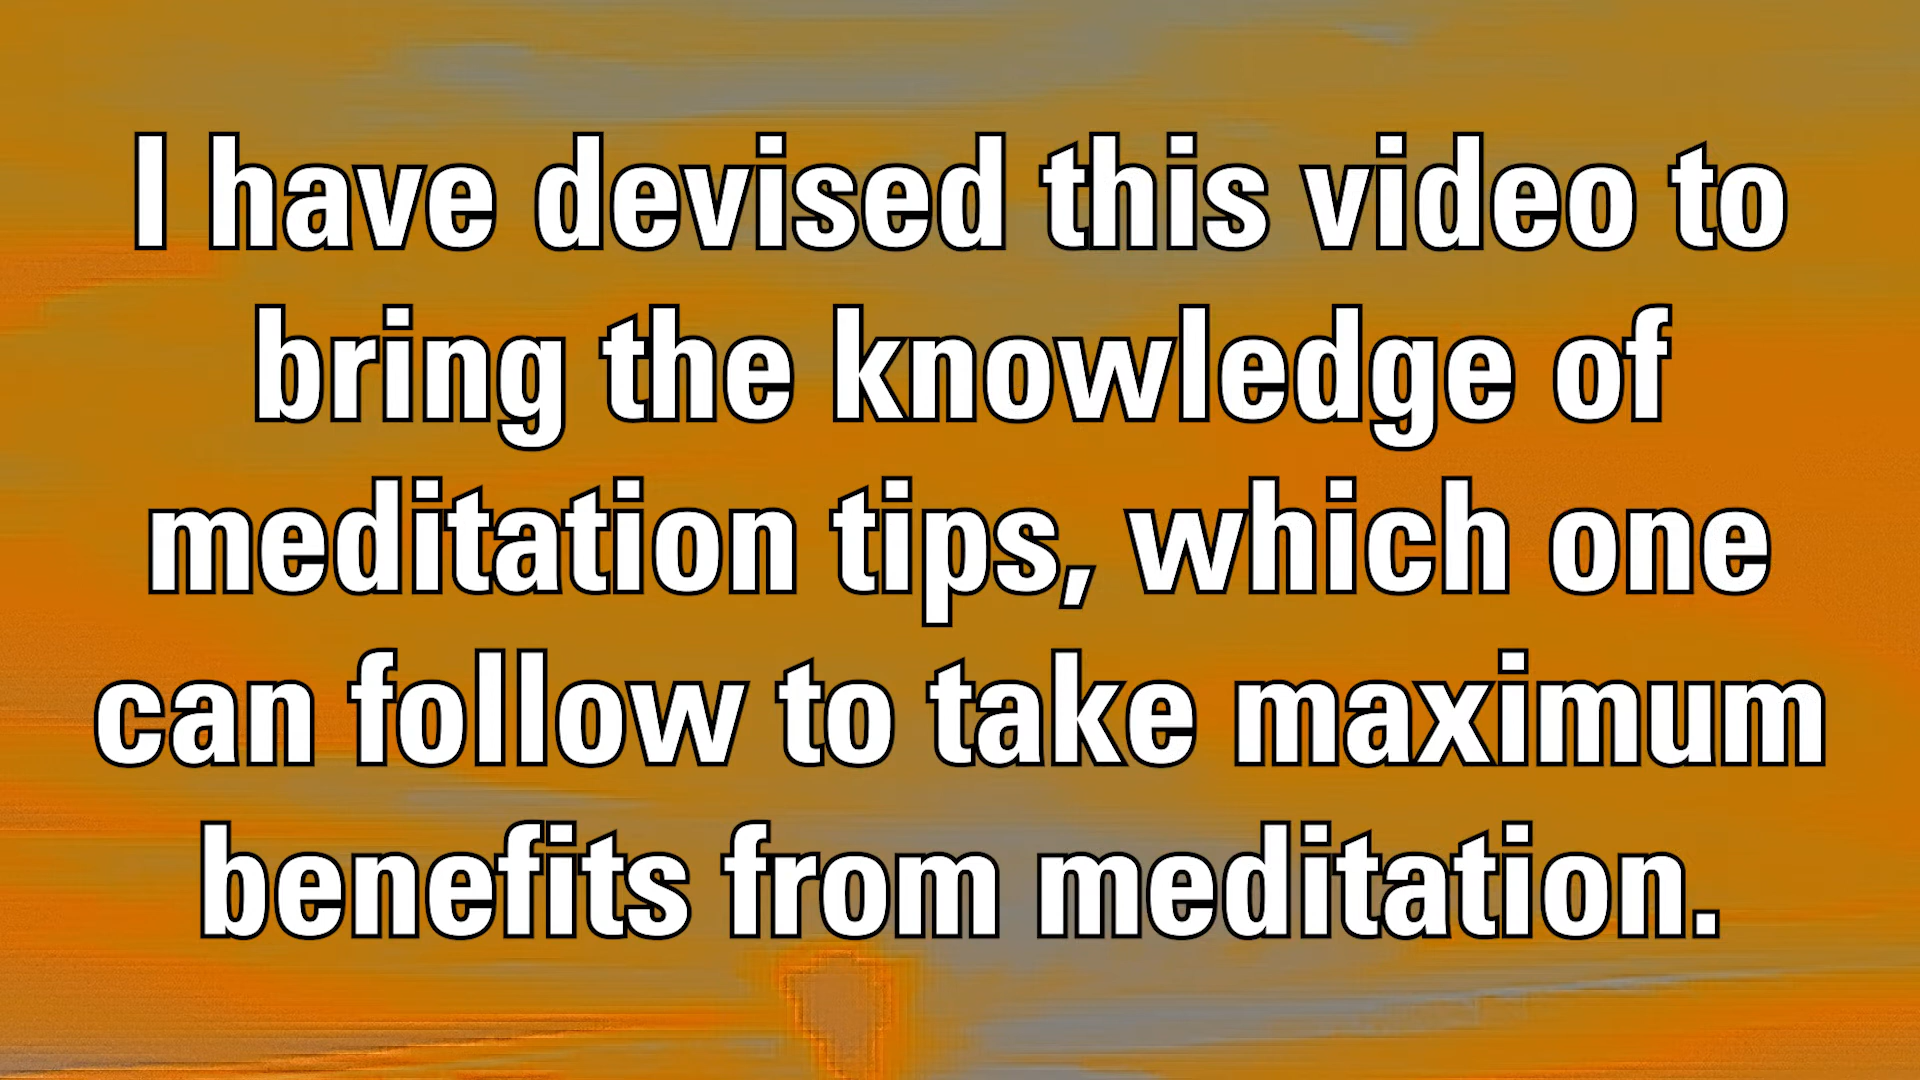 I have devised this video to
bring the knowledge of
meditation tips, which one
can follow to take maximum
benefits from meditation.